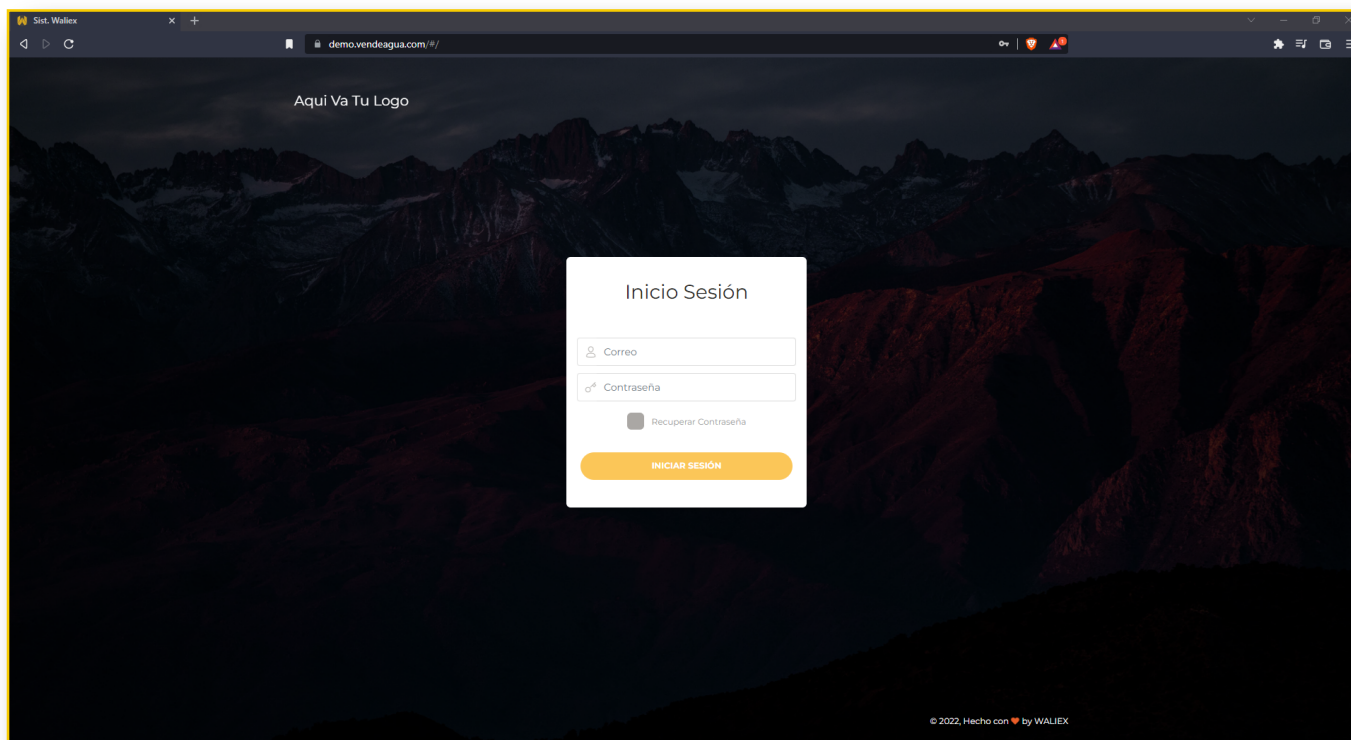 Sist. Waliex
demo.vendeagua.com/#/
1
Aqui Va Tu Logo
Inicio Sesión
Correo
Contraseña
Recuperar Contraseña
INICIAR SESIÓN
© 2022, Hecho con by WALIEX